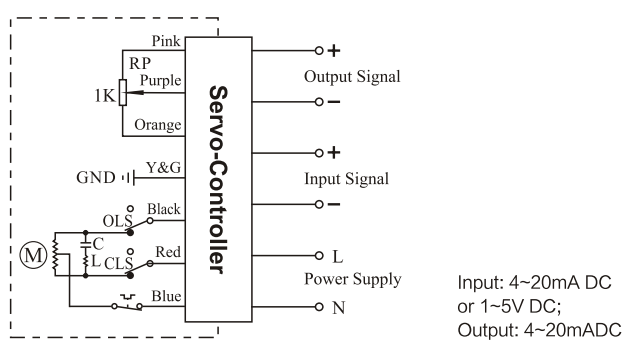 Pink
RP
Purple
1K
Orange
Y&G
GND
Black
OLS
C
M
L
CLS
Red
Blue
Servo-Controller
+
Output Signal
−
+
Input Signal
−
L
Power Supply
N
Input: 4~20mA DC
or 1~5V DC;
Output: 4~20mADC